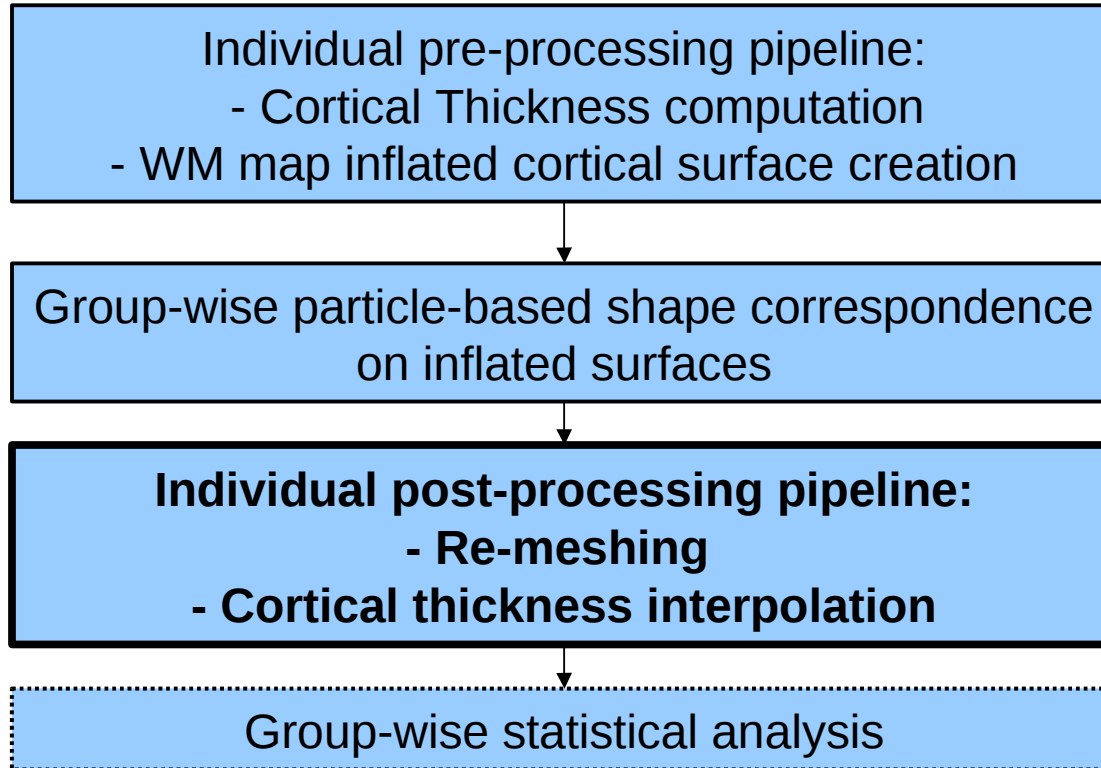 Individual pre-processing pipeline:
- Cortical Thickness computation
- WM map inflated cortical surface creation
Group-wise particle-based shape correspondence
on inflated surfaces
Individual post-processing pipeline:
- Re-meshing
- Cortical thickness interpolation
Group-wise statistical analysis